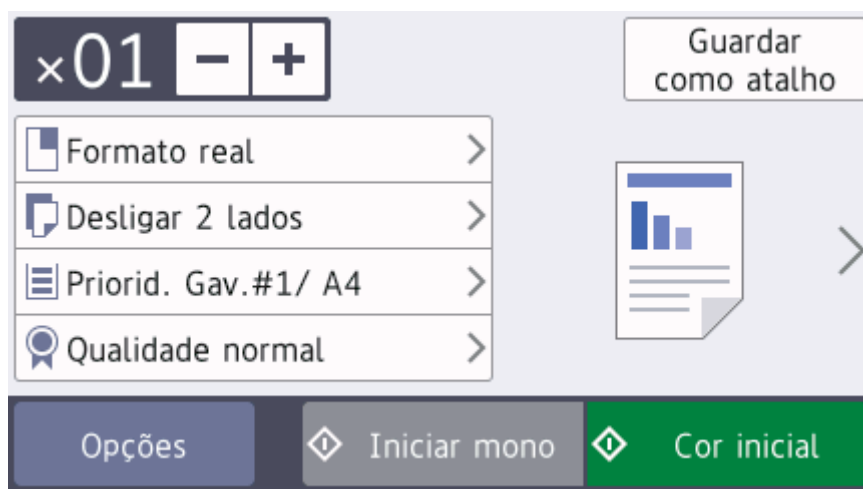 ×01 - +
Guardar
como atalho
Formato real
Desligar 2 lados
Priorid. Gav.#1/ A4
Qualidade normal
Opções
Iniciar mono
Cor inicial